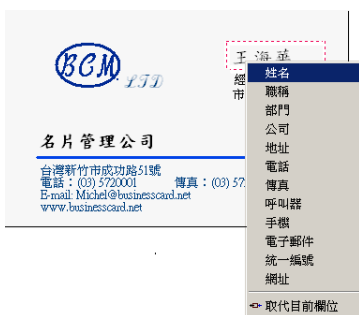 BCM LTD
王海英
經
市
名片管理公司
台灣新竹市成功路51號
電話：(03) 5720001 傳真：(03) 57
E-mail: Michel@businesscard.net
www.businesscard.net
姓名
職稱
部門
公司
地址
電話
傳真
呼叫器
手機
電子郵件
統一編號
網址
取代目前欄位